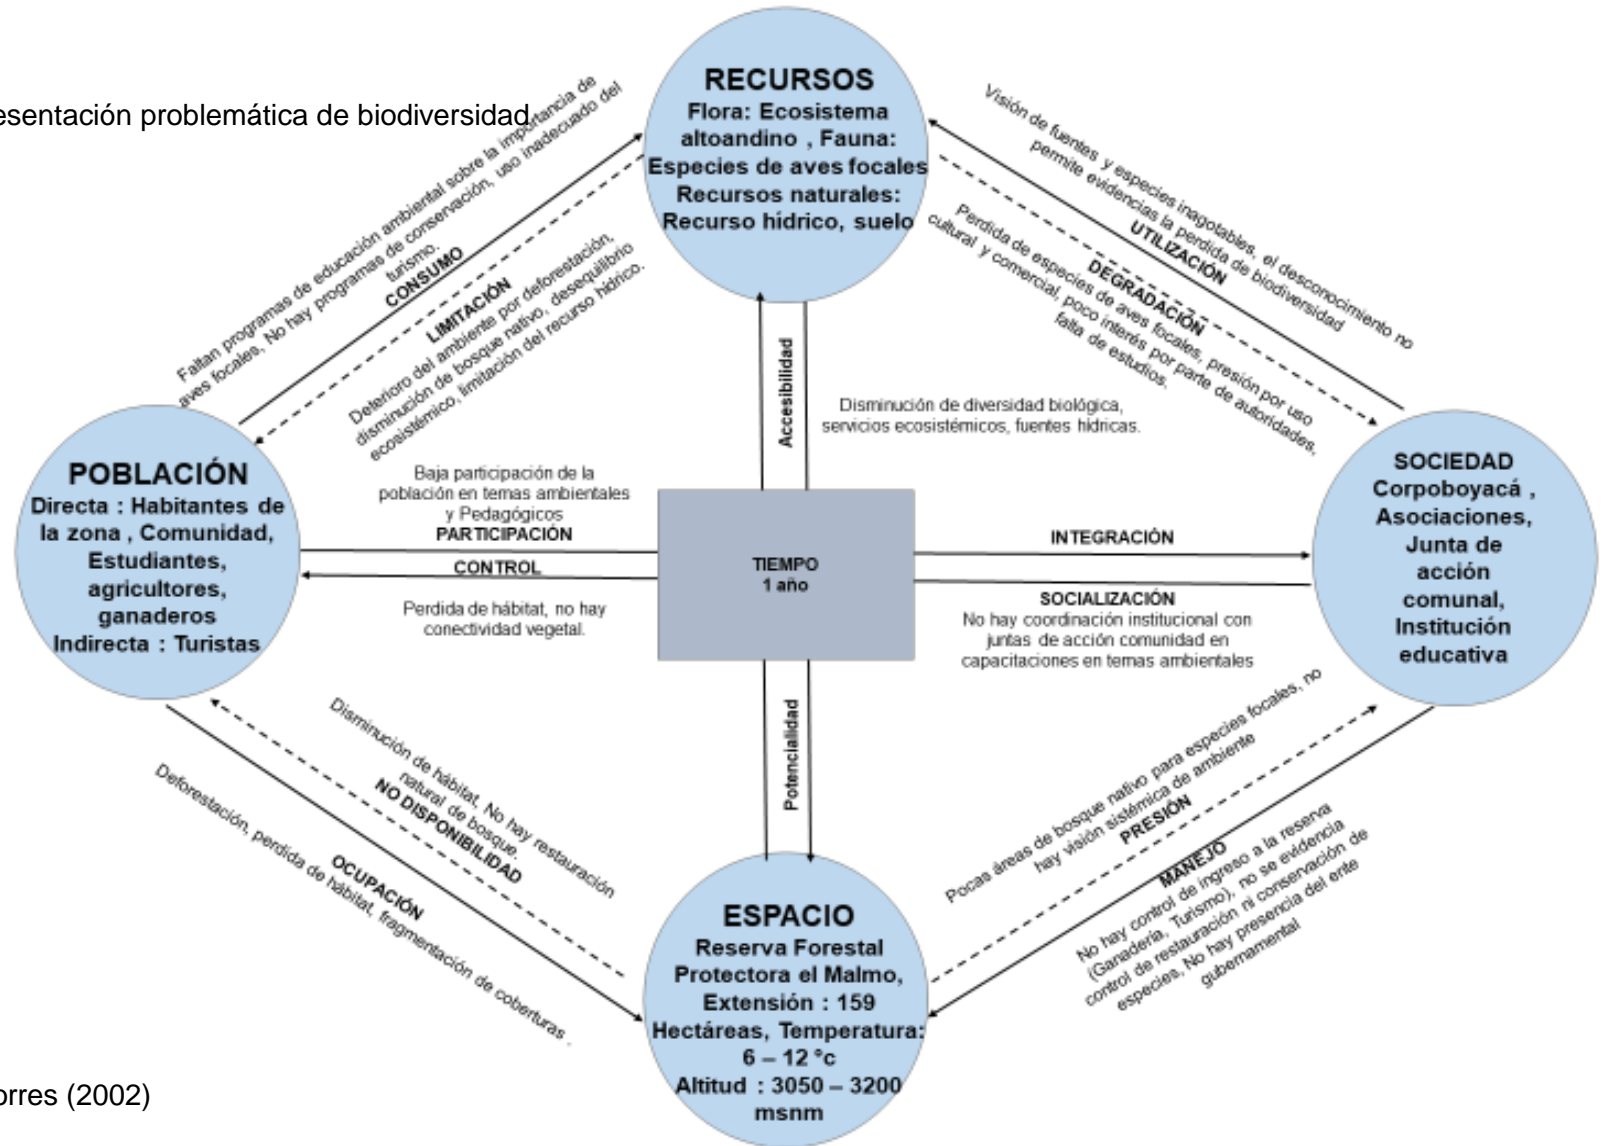 esentación problemática de biodiversidad
RECURSOS
Flora: Ecosistema
altoandino , Fauna:
Especies de aves focales
Recursos naturales:
Recurso hídrico, suelo
Faltan programas de educación ambiental sobre la importancia de
aves focales, No hay programas de conservación, uso inadecuado del
turismo.
CONSUMO
LIMITACIÓN
Deterioro del ambiente por deforestación,
disminución de bosque nativo, desequilibrio
ecosistémico, limitación del recurso hídrico.
Visión de fuentes y especies inagotables, el desconocimiento no
permite evidencias la perdida de biodiversidad
UTILIZACIÓN
DEGRADACIÓN
Perdida de especies de aves focales, presión por uso
cultural y comercial, poco interés por parte de autoridades,
falta de estudios.
Accesibilidad
Disminución de diversidad biológica,
servicios ecosistémicos, fuentes hídricas.
POBLACIÓN
Directa : Habitantes de
la zona , Comunidad,
Estudiantes,
agricultores,
ganaderos
Indirecta : Turistas
Baja participación de la
población en temas ambientales
y Pedagógicos
PARTICIPACIÓN
CONTROL
Perdida de hábitat, no hay
conectividad vegetal.
TIEMPO
1 año
INTEGRACIÓN
SOCIALIZACIÓN
No hay coordinación institucional con
juntas de acción comunidad en
capacitaciones en temas ambientales
SOCIEDAD
Corpoboyacá ,
Asociaciones,
Junta de
acción
comunal,
Institución
educativa
Potencialidad
Disminución de hábitat, No hay restauración
natural de bosque.
NO DISPONIBILIDAD
OCUPACIÓN
Deforestación, perdida de hábitat, fragmentación de coberturas .
Pocas áreas de bosque nativo para especies focales, no
hay visión sistémica de ambiente
PRESIÓN
MANEJO
No hay control de ingreso a la reserva
(Ganadería, Turismo), no se evidencia
control de restauración ni conservación de
especies, No hay presencia del ente
gubernamental
ESPACIO
Reserva Forestal
Protectora el Malmo,
Extensión : 159
Hectáreas, Temperatura:
6 – 12 °c
Altitud : 3050 – 3200
msnm
orres (2002)